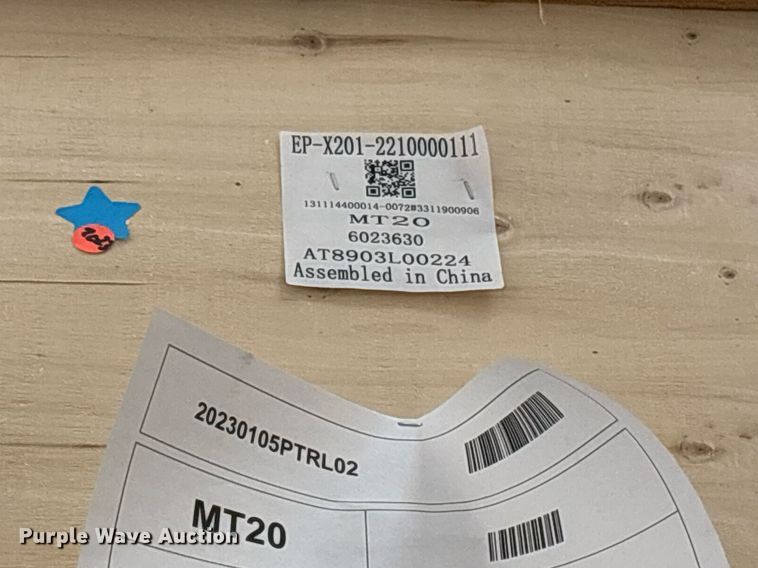 EP-X201-2210000111
131114400014-0072#3311900906
MT20
6023630
AT8903L00224
Assembled in China
20230105PTRL02
MT20
Purple Wave Auction